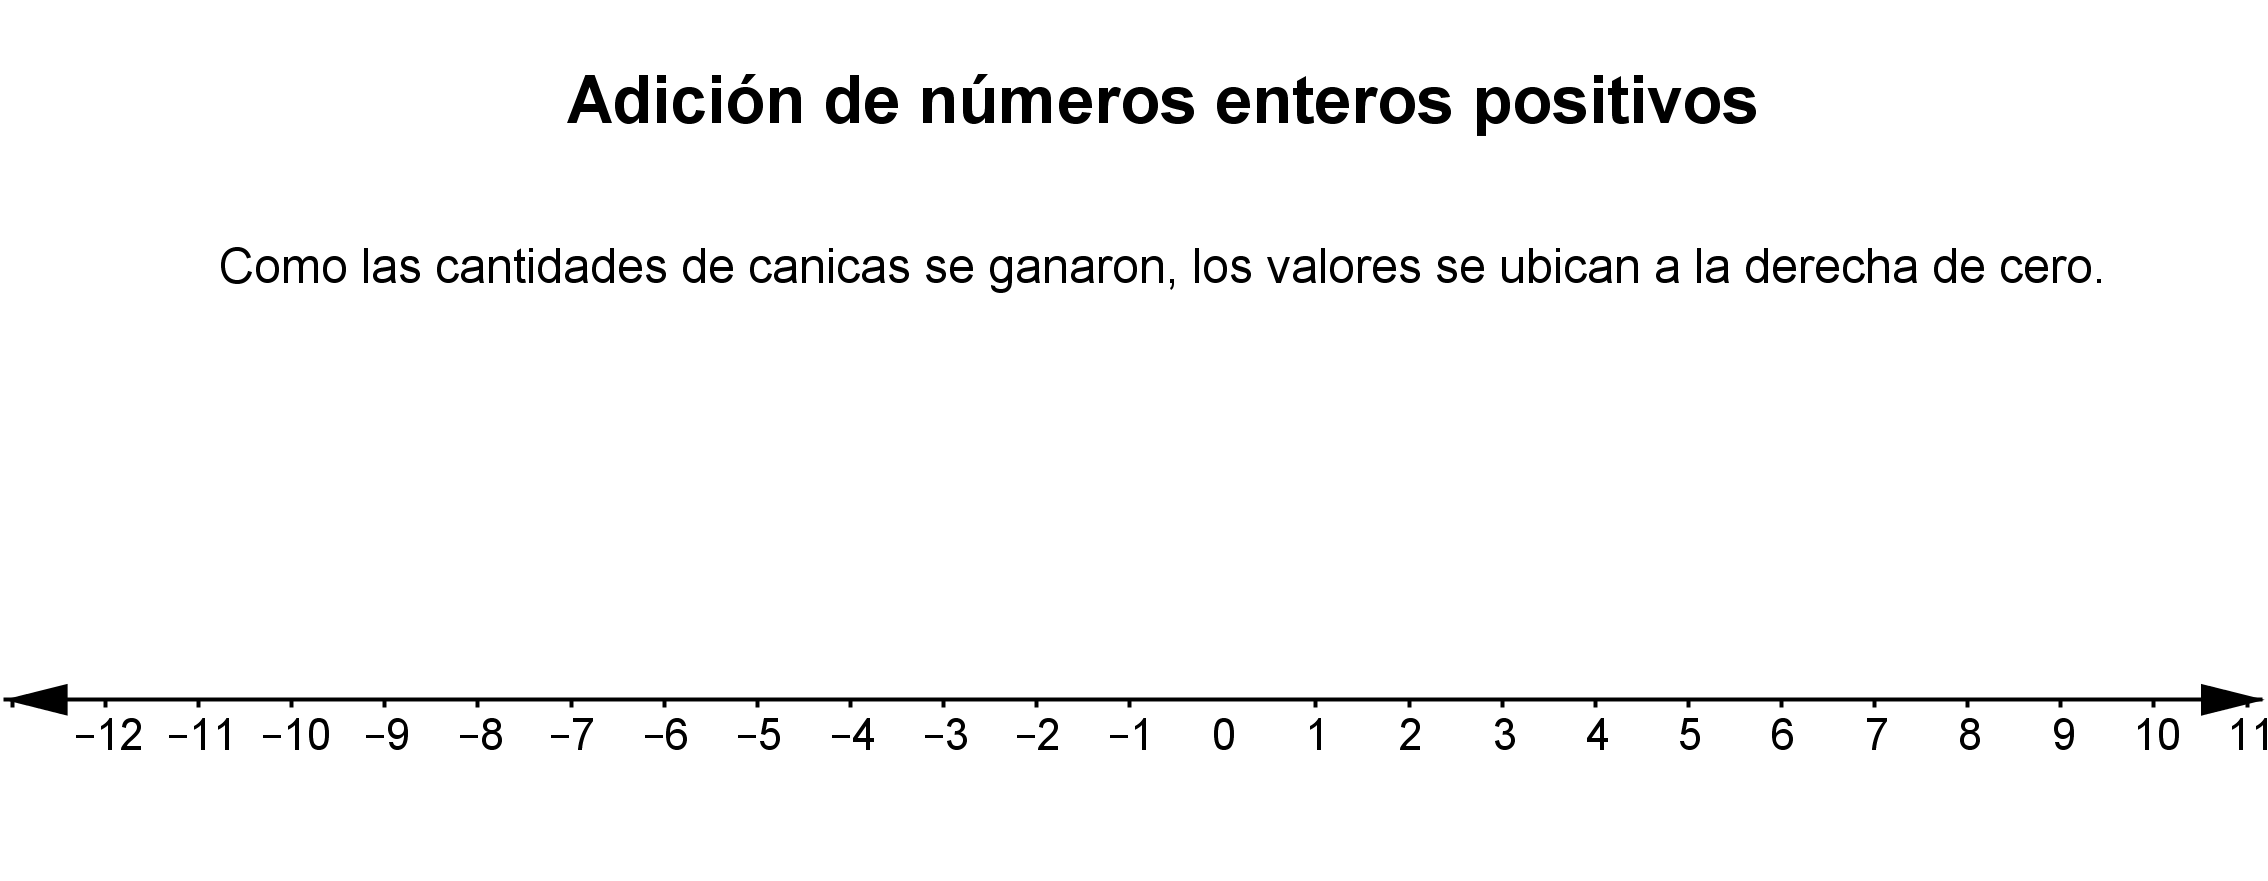 Adición de números enteros positivos
Como las cantidades de canicas se ganaron, los valores se ubican a la derecha de cero.
−12 −11 −10 −9 −8 −7 −6 −5 −4 −3 −2 −1 0 1 2 3 4 5 6 7 8 9 10 11